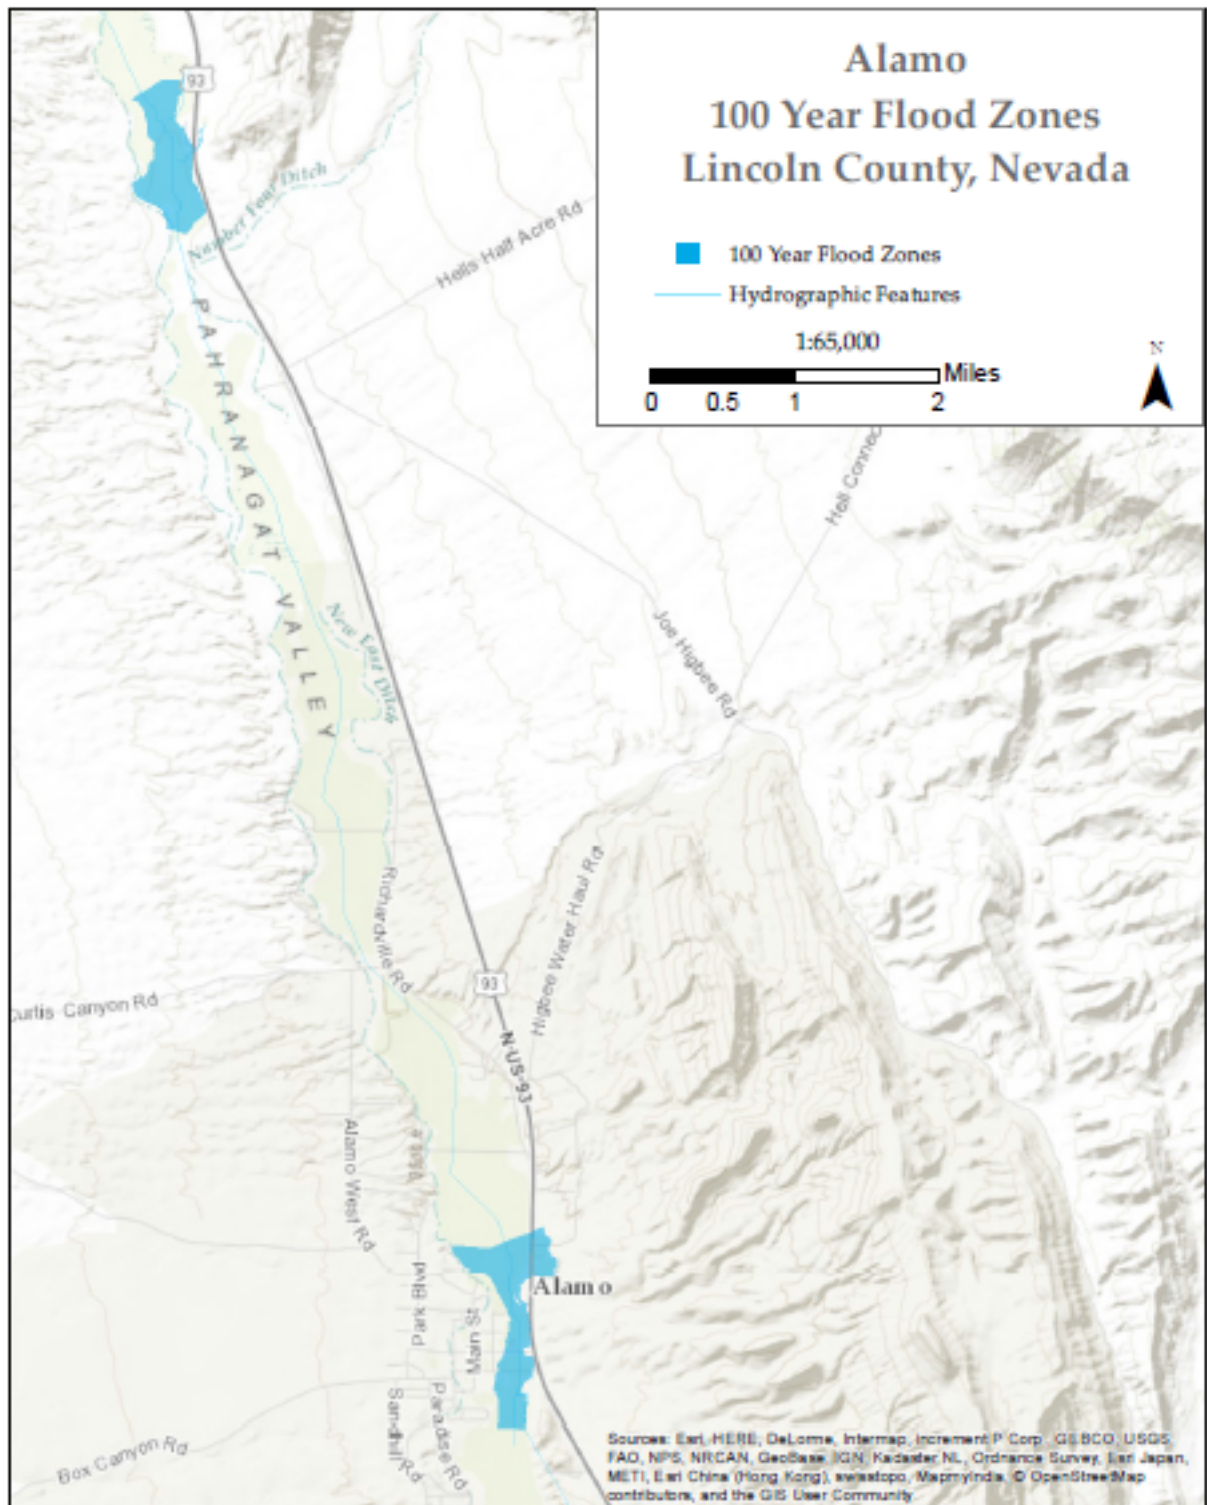 Alamo
100 Year Flood Zones
Lincoln County, Nevada
100 Year Flood Zones
Hydrographic Features
1:65,000
Miles
0 0.5 1 2
N
93
Number Four Ditch
Hells Half Acre Rd
PAHRANAGAT VALLEY
Hell Connec
New East Ditch
Joe Higbee Rd
Richardville Rd
Higbee Water Haul Rd
93
urtis Canyon Rd
N-US-93
Alamo West Rd
Park Blvd
Alamo
Main St
Paradise Rd
Sandhill Rd
Box Canyon Rd
Sources: Esri, HERE, DeLorme, Intermap, increment P Corp., GEBCO, USGS,
FAO, NPS, NRCAN, GeoBase, IGN, Kadaster NL, Ordnance Survey, Esri Japan,
METI, Esri China (Hong Kong), swisstopo, MapmyIndia, © OpenStreetMap
contributors, and the GIS User Community